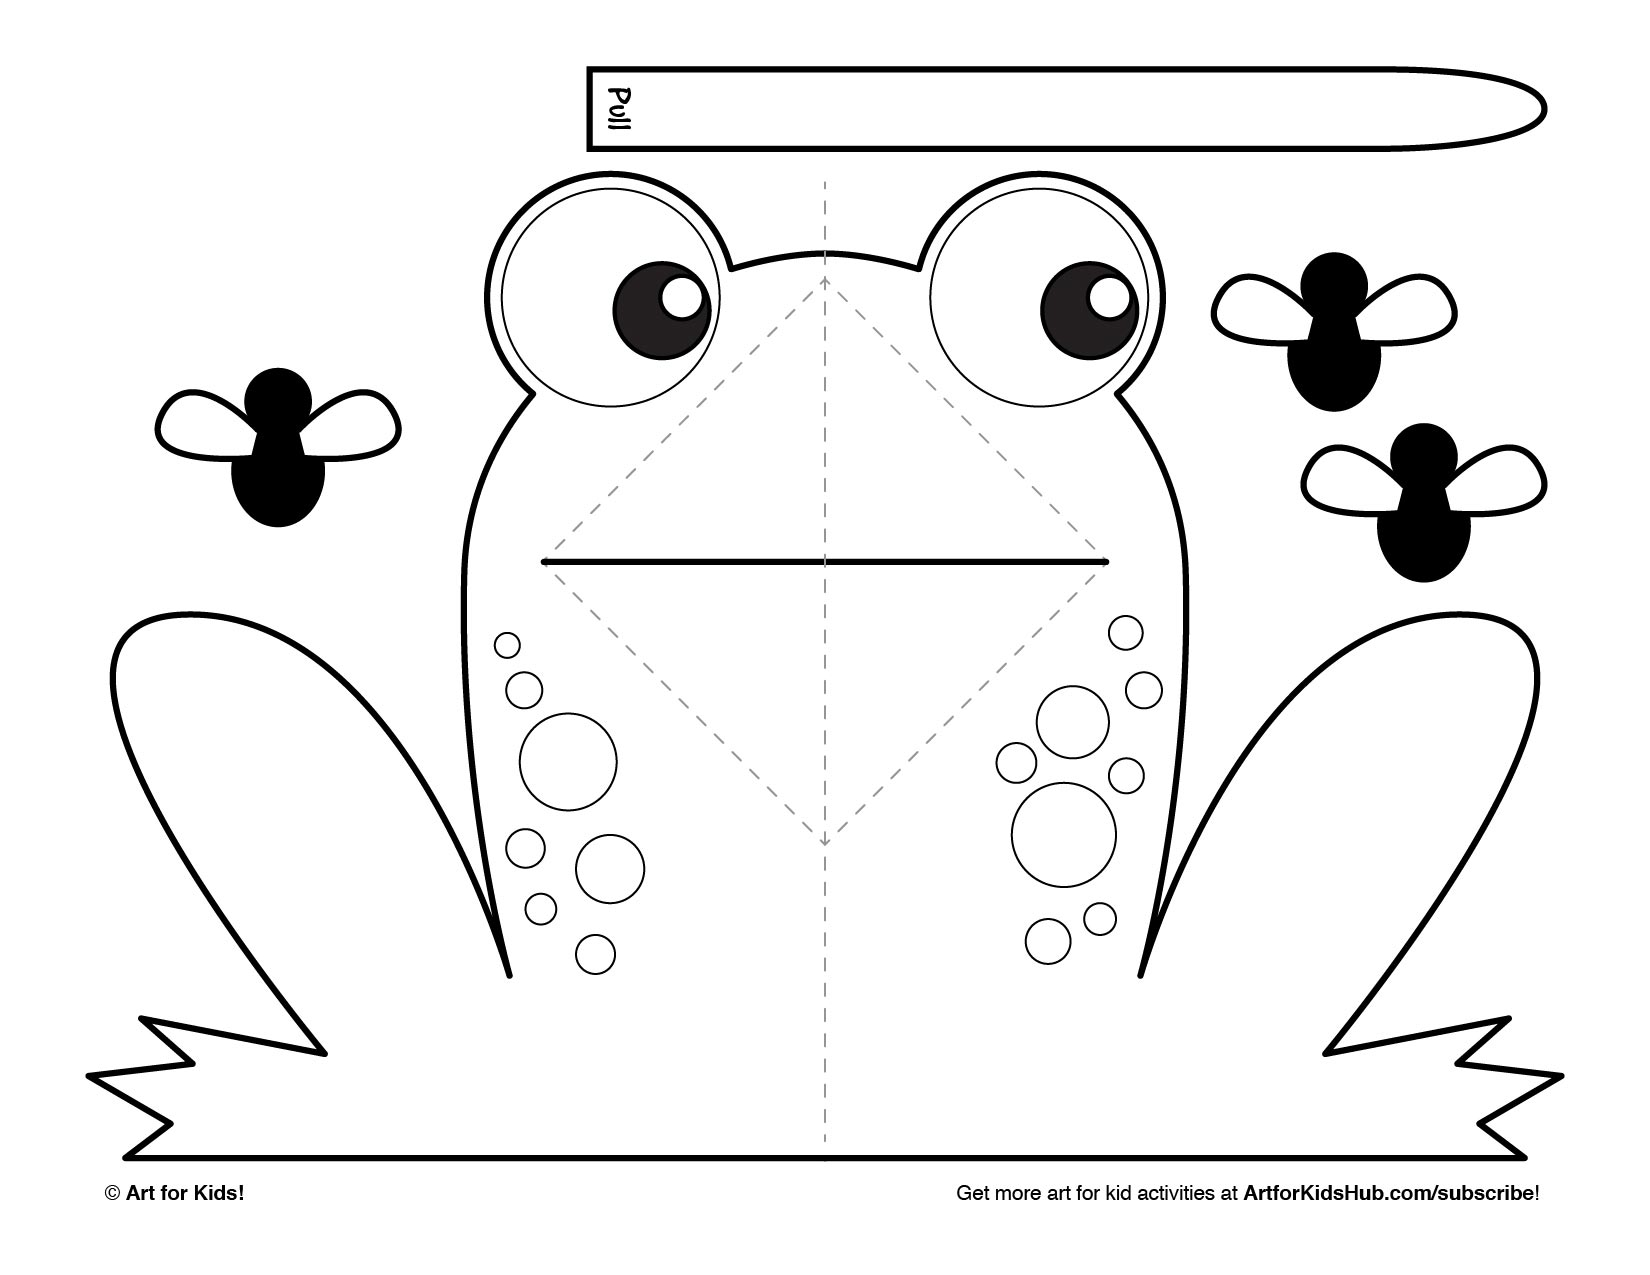 Pull
© Art for Kids!
Get more art for kid activities at ArtforKidsHub.com/subscribe!